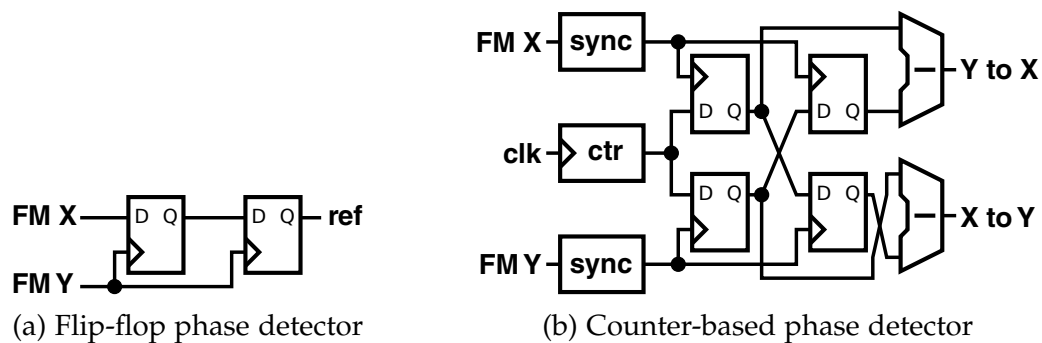 FM X
D Q
D Q
ref
FM Y
(a) Flip-flop phase detector
FM X
sync
D Q
D Q
Y to X
clk
ctr
D Q
D Q
X to Y
FM Y
sync
(b) Counter-based phase detector